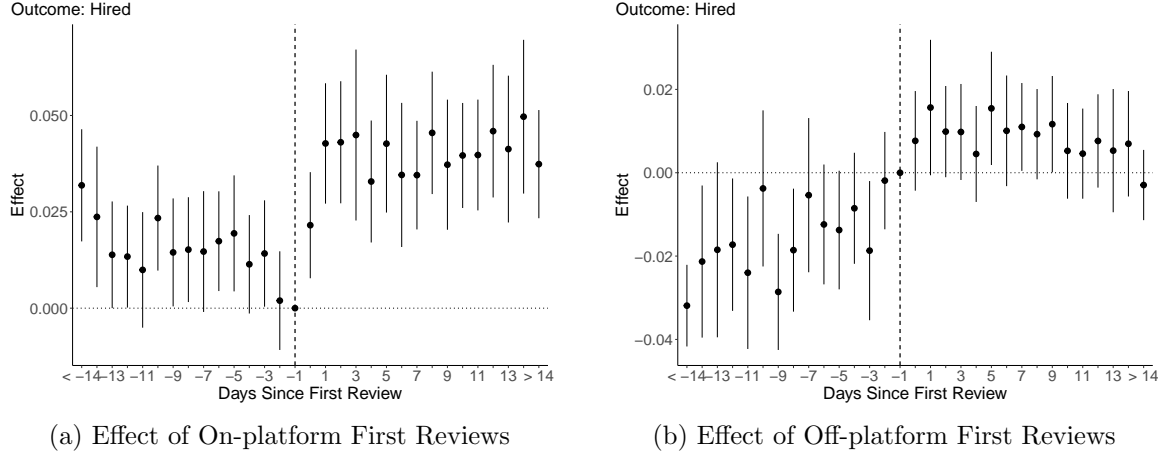 Outcome: Hired
Effect
0.050
0.025
0.000
< −14 −13 −11 −9 −7 −5 −3 −1 1 3 5 7 9 11 13 > 14
Days Since First Review
(a) Effect of On-platform First Reviews
Outcome: Hired
Effect
0.02
0.00
−0.02
−0.04
< −14 −13 −11 −9 −7 −5 −3 −1 1 3 5 7 9 11 13 > 14
Days Since First Review
(b) Effect of Off-platform First Reviews